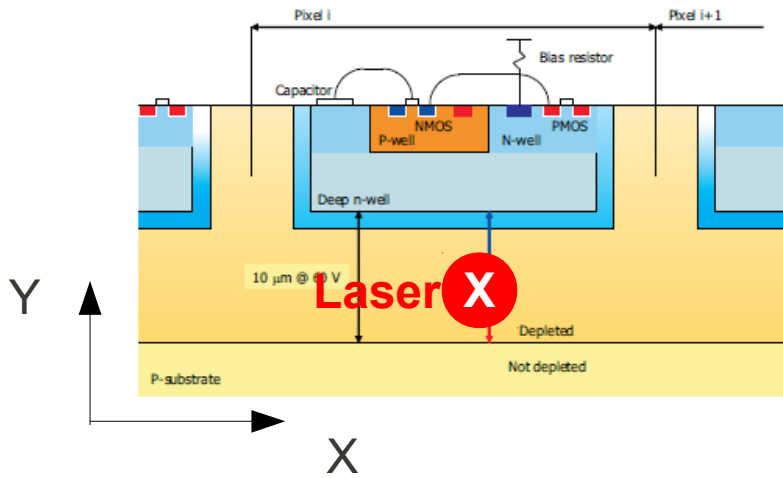 Pixel i
Pixel i+1
Bias resistor
Capacitor
NMOS
PMOS
P-well
N-well
Deep n-well
10 µm @ 60 V
Laser X
Depleted
Not depleted
P-substrate
Y
X